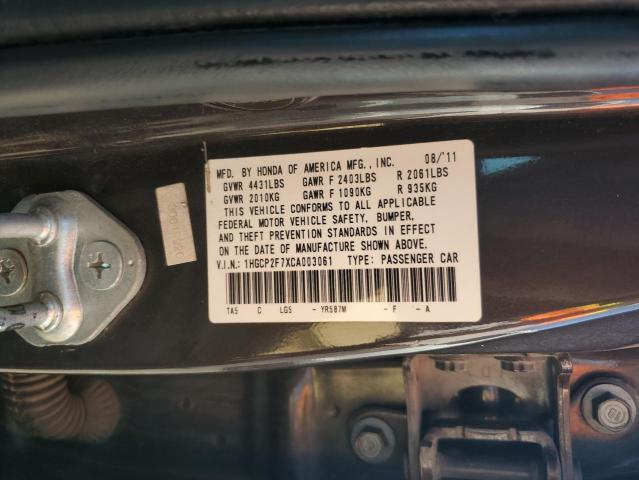 MFD. BY HONDA OF AMERICA MFG., INC. 08/'11
GVWR 4431LBS GAWR F 2403LBS R 2061LBS
GVWR 2010KG GAWR F 1090KG R 935KG
THIS VEHICLE CONFORMS TO ALL APPLICABLE
FEDERAL MOTOR VEHICLE SAFETY, BUMPER,
AND THEFT PREVENTION STANDARDS IN EFFECT
ON THE DATE OF MANUFACTURE SHOWN ABOVE.
V.I.N.: 1HGCP2F7XCA003061 TYPE: PASSENGER CAR
TA5 C LG5 - YR587M - F - A